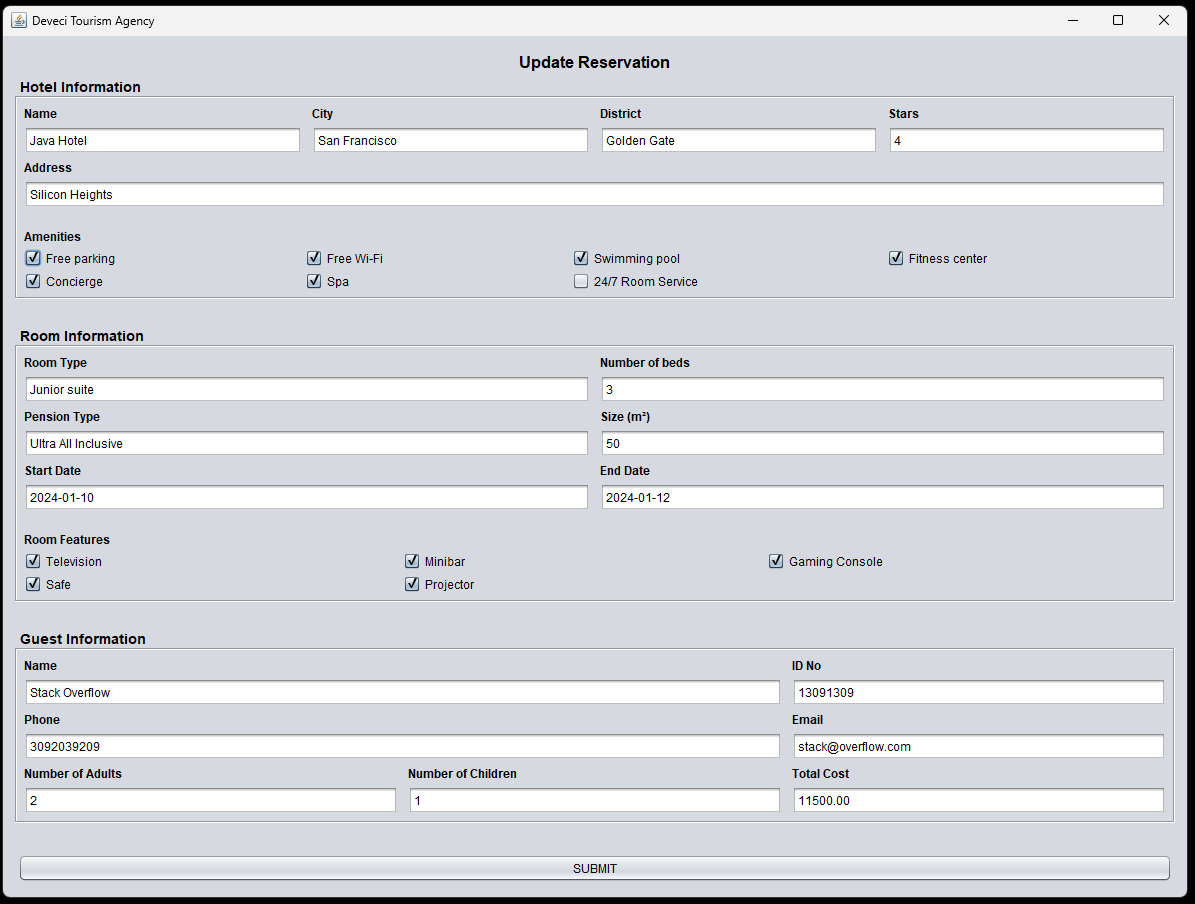 Deveci Tourism Agency
Update Reservation
Hotel Information
Name City District Stars
Java Hotel San Francisco Golden Gate 4
Address
Silicon Heights
Amenities
Free parking Free Wi-Fi Swimming pool Fitness center
Concierge Spa 24/7 Room Service
Room Information
Room Type Number of beds
Junior suite 3
Pension Type Size (m²)
Ultra All Inclusive 50
Start Date End Date
2024-01-10 2024-01-12
Room Features
Television Minibar Gaming Console
Safe Projector
Guest Information
Name ID No
Stack Overflow 13091309
Phone Email
3092039209 stack@overflow.com
Number of Adults Number of Children Total Cost
2 1 11500.00
SUBMIT